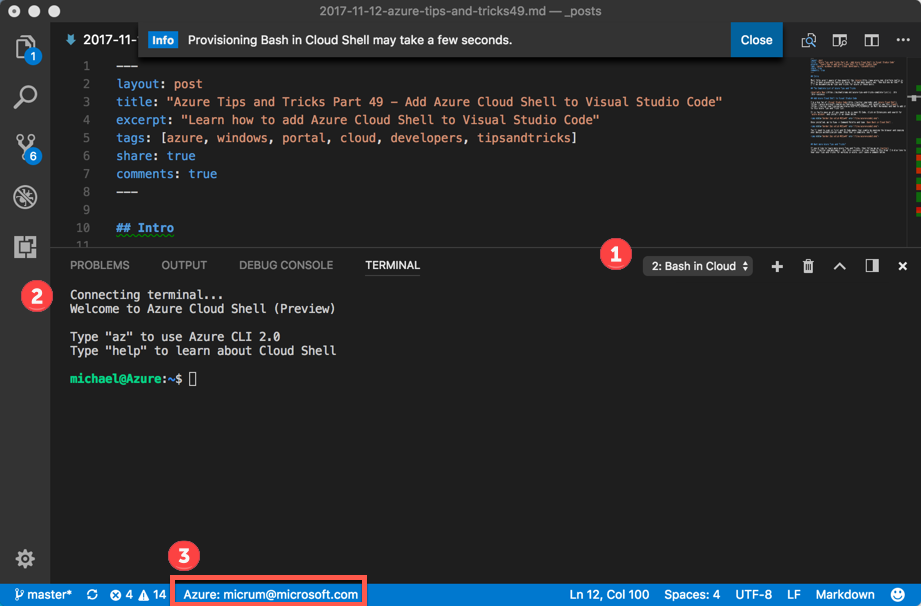 2017-11-12-azure-tips-and-tricks49.md — _posts
2017-11-
Info Provisioning Bash in Cloud Shell may take a few seconds. Close
1 ---
2 layout: post
3 title: "Azure Tips and Tricks Part 49 - Add Azure Cloud Shell to Visual Studio Code"
4 excerpt: "Learn how to add Azure Cloud Shell to Visual Studio Code"
5 tags: [azure, windows, portal, cloud, developers, tipsandtricks]
6 share: true
7 comments: true
8 ---
9
10 ## Intro
11
1
6
PROBLEMS OUTPUT DEBUG CONSOLE TERMINAL
1
2: Bash in Cloud
2
Connecting terminal...
Welcome to Azure Cloud Shell (Preview)
Type "az" to use Azure CLI 2.0
Type "help" to learn about Cloud Shell
michael@Azure:~$
3
master* 4 14 Azure: micrum@microsoft.com Ln 12, Col 100 Spaces: 4 UTF-8 LF Markdown